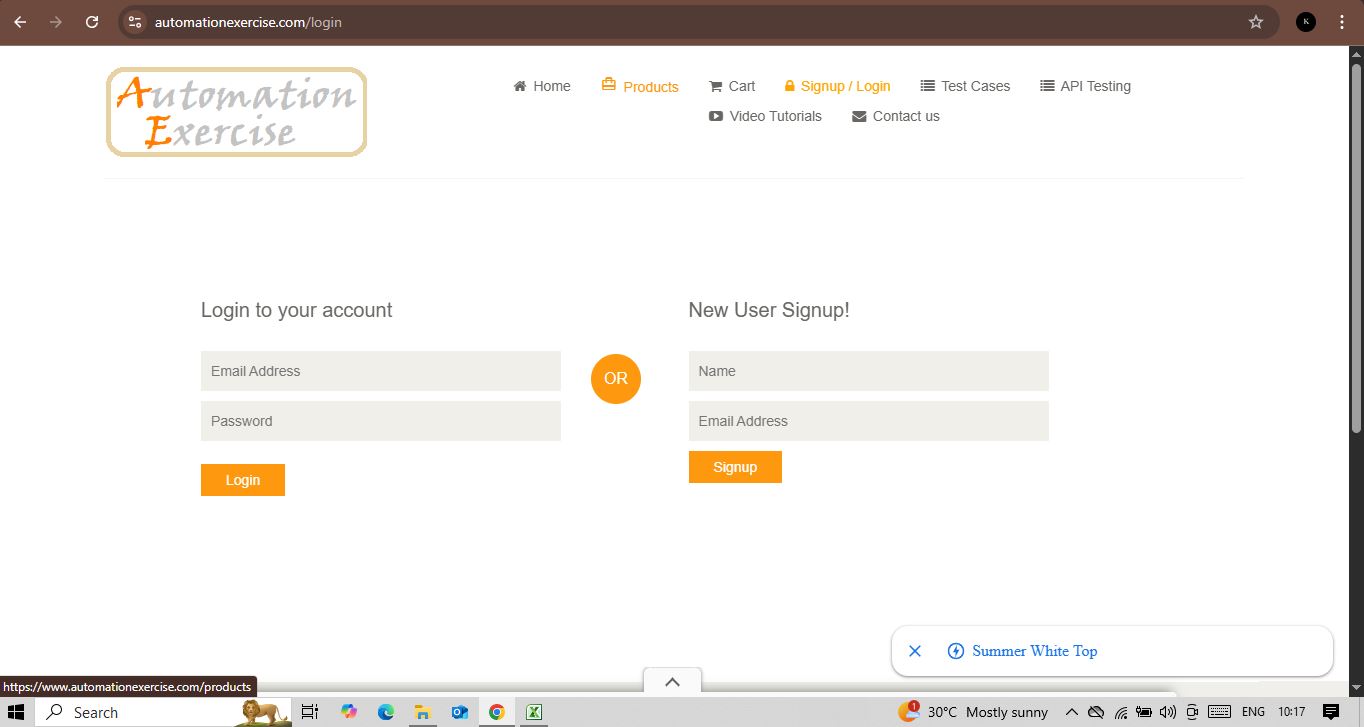 automationexercise.com/login
K
Automation
Exercise
Home Products Cart Signup / Login Test Cases API Testing
Video Tutorials Contact us
Login to your account
Email Address
Password
Login
OR
New User Signup!
Name
Email Address
Signup
Summer White Top
https://www.automationexercise.com/products
Search 1 30°C Mostly sunny ENG 10:17